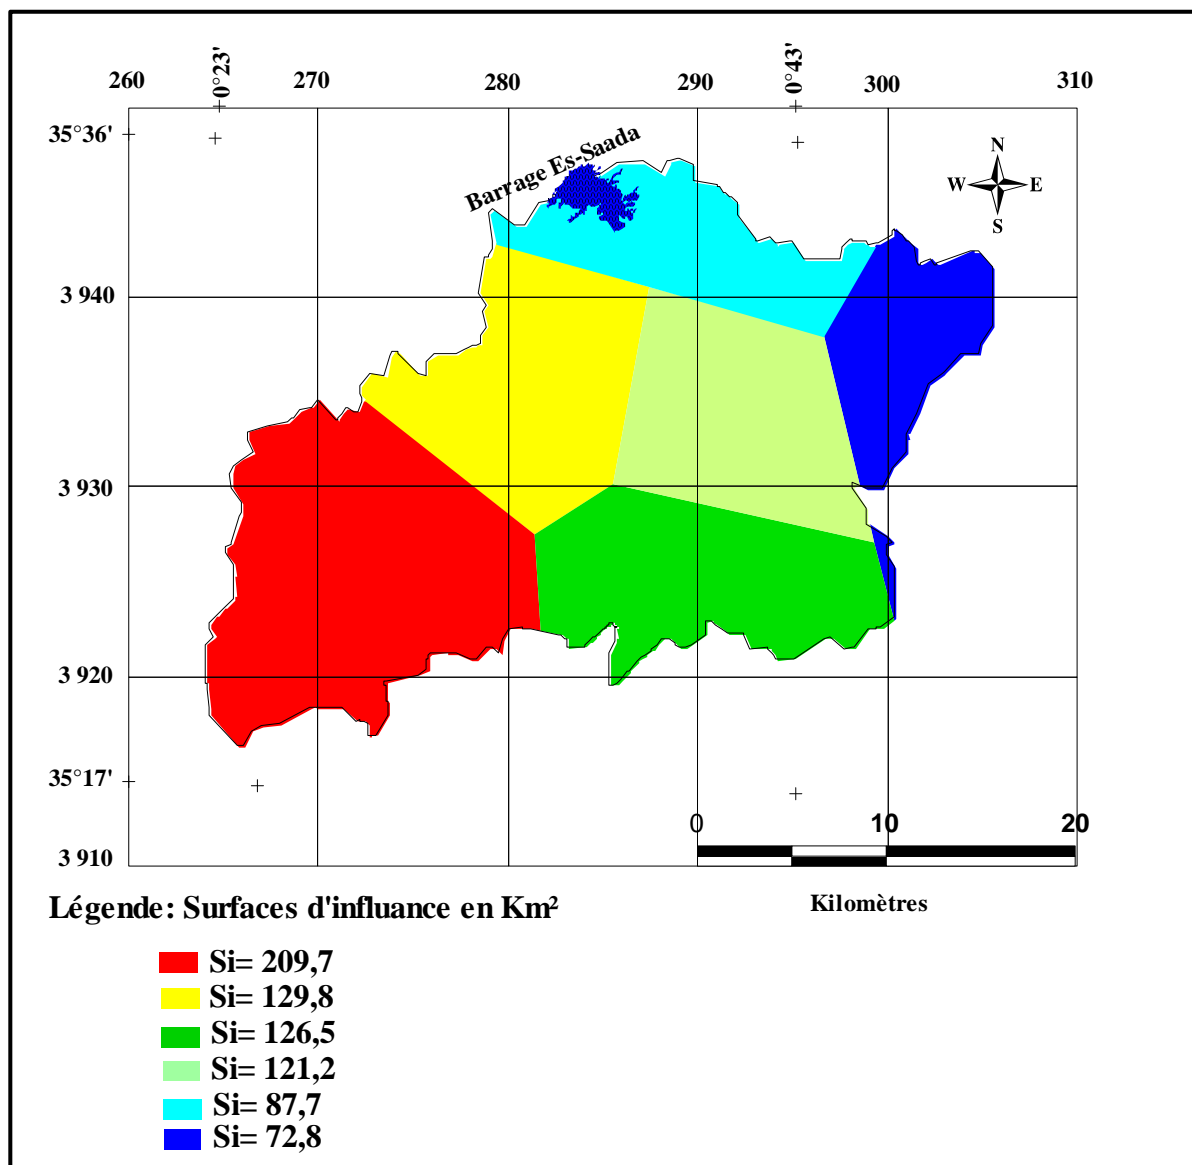 260 0°23' 270 280 290 0°43' 300 310
35°36'
Barrage Es-Saada
N
W E
S
3 940
3 930
3 920
35°17'
0 10 20
3 910
Kilomètres
Légende: Surfaces d'influance en Km²
Si= 209,7
Si= 129,8
Si= 126,5
Si= 121,2
Si= 87,7
Si= 72,8